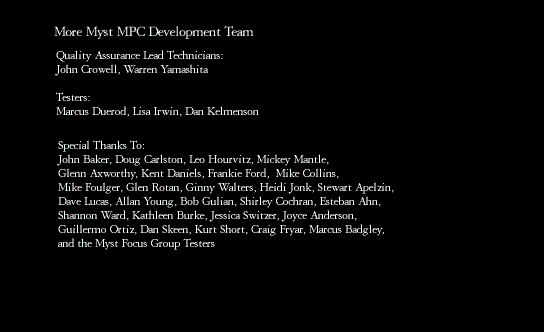 More Myst MPC Development Team
Quality Assurance Lead Technicians:
John Crowell, Warren Yamashita
Testers:
Marcus Duerod, Lisa Irwin, Dan Kelmenson
Special Thanks To:
John Baker, Doug Carlston, Leo Hourvitz, Mickey Mantle,
Glenn Axworthy, Kent Daniels, Frankie Ford, Mike Collins,
Mike Foulger, Glen Rotan, Ginny Walters, Heidi Jonk, Stewart Apelzin,
Dave Lucas, Allan Young, Bob Gulian, Shirley Cochran, Esteban Ahn,
Shannon Ward, Kathleen Burke, Jessica Switzer, Joyce Anderson,
Guillermo Ortiz, Dan Skeen, Kurt Short, Craig Fryar, Marcus Badgley,
and the Myst Focus Group Testers